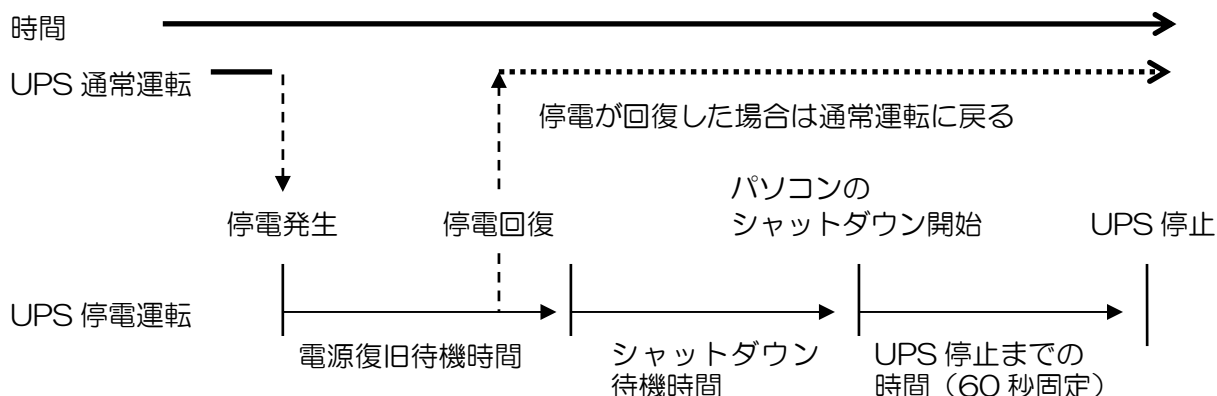 時間
UPS 通常運転
停電が回復した場合は通常運転に戻る
パソコンの
シャットダウン開始
停電発生
停電回復
UPS 停止
UPS 停電運転
電源復旧待機時間
シャットダウン
待機時間
UPS 停止までの
時間（60 秒固定）